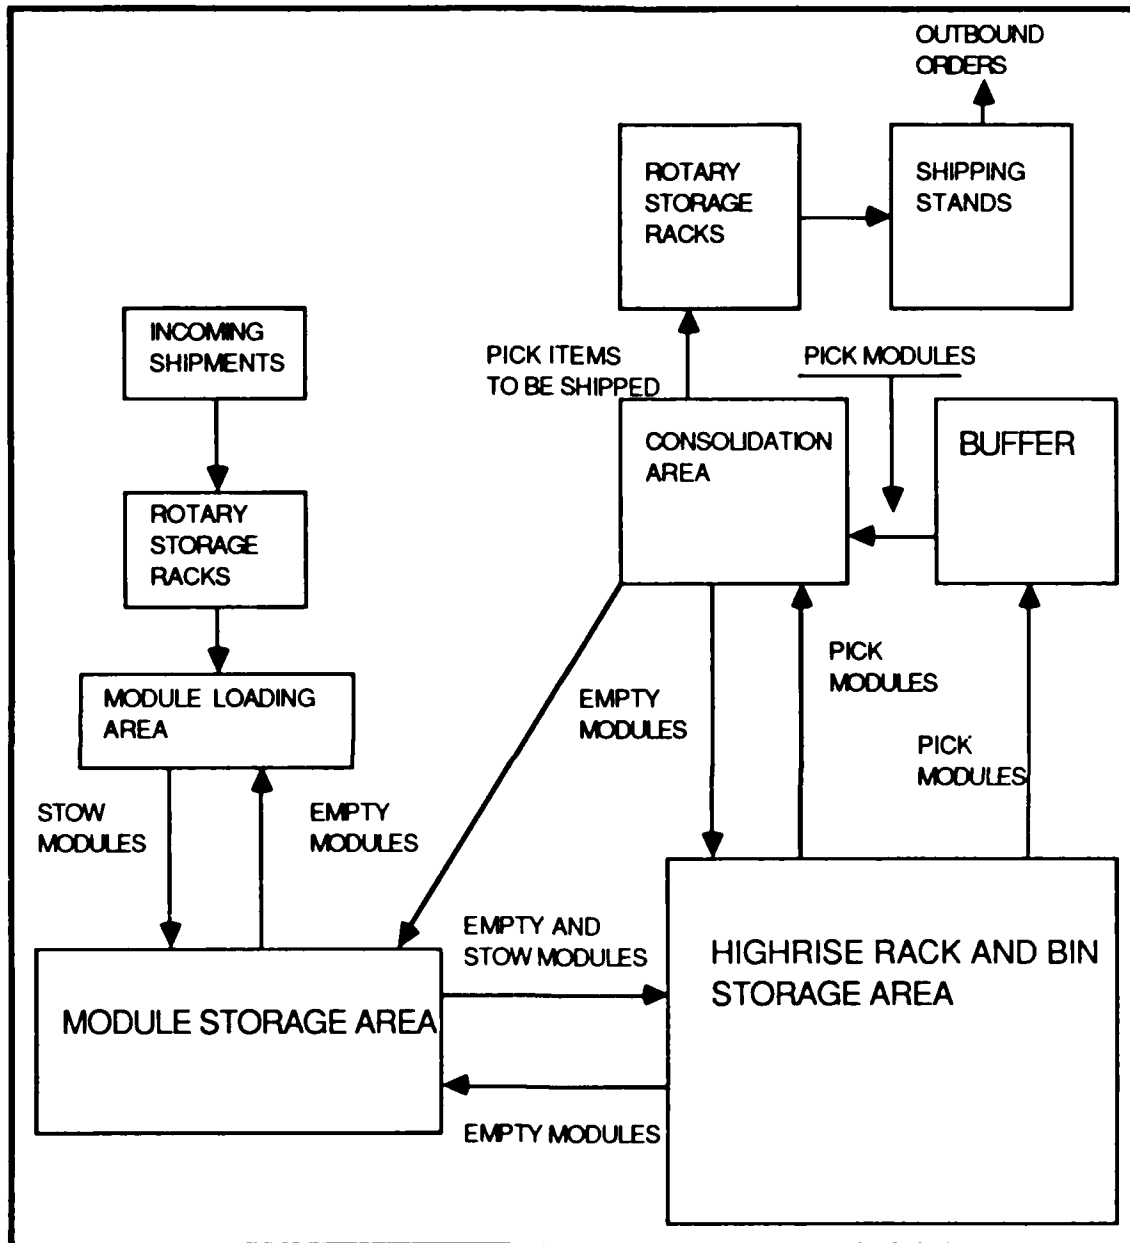 OUTBOUND
ORDERS
ROTARY
STORAGE
RACKS
SHIPPING
STANDS
INCOMING
SHIPMENTS
PICK ITEMS
TO BE SHIPPED
PICK MODULES
CONSOLIDATION
AREA
BUFFER
ROTARY
STORAGE
RACKS
MODULE LOADING
AREA
EMPTY
MODULES
PICK
MODULES
PICK
MODULES
STOW
MODULES
EMPTY
MODULES
EMPTY AND
STOW MODULES
HIGHRISE RACK AND BIN
STORAGE AREA
MODULE STORAGE AREA
EMPTY MODULES